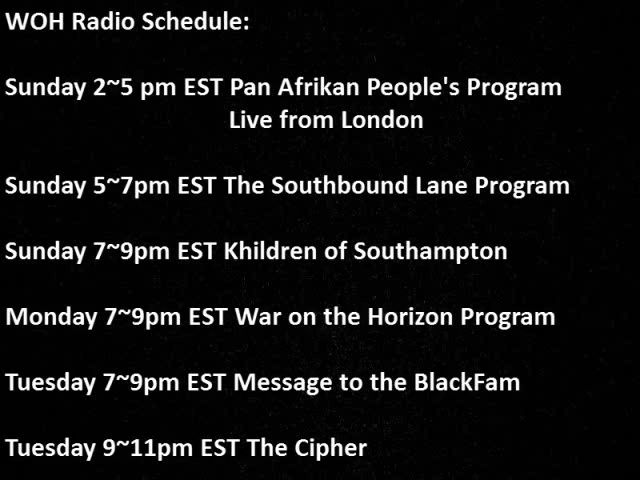 WOH Radio Schedule:
Sunday 2~5 pm EST Pan Afrikan People's Program
Live from London
Sunday 5~7pm EST The Southbound Lane Program
Sunday 7~9pm EST Khildren of Southampton
Monday 7~9pm EST War on the Horizon Program
Tuesday 7~9pm EST Message to the BlackFam
Tuesday 9~11pm EST The Cipher